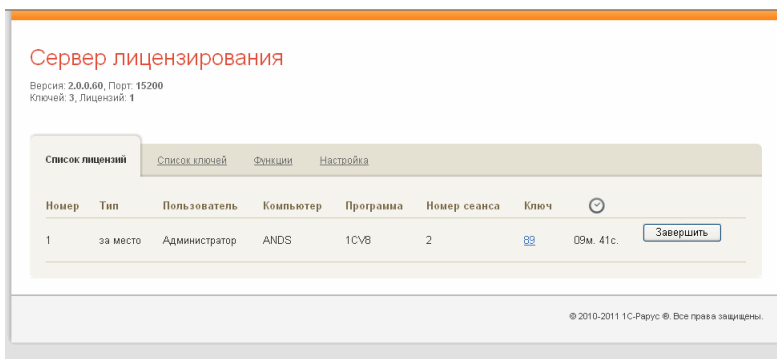 Сервер лицензирования
Версия: 2.0.0.60, Порт: 15200
Ключей: 3, Лицензий: 1
Список лицензий Список ключей Функции Настройка
Номер Тип Пользователь Компьютер Программа Номер сеанса Ключ
1 за место Администратор ANDS 1CV8 2 89 09м. 41с. Завершить
© 2010-2011 1С-Рарус ®. Все права защищены.